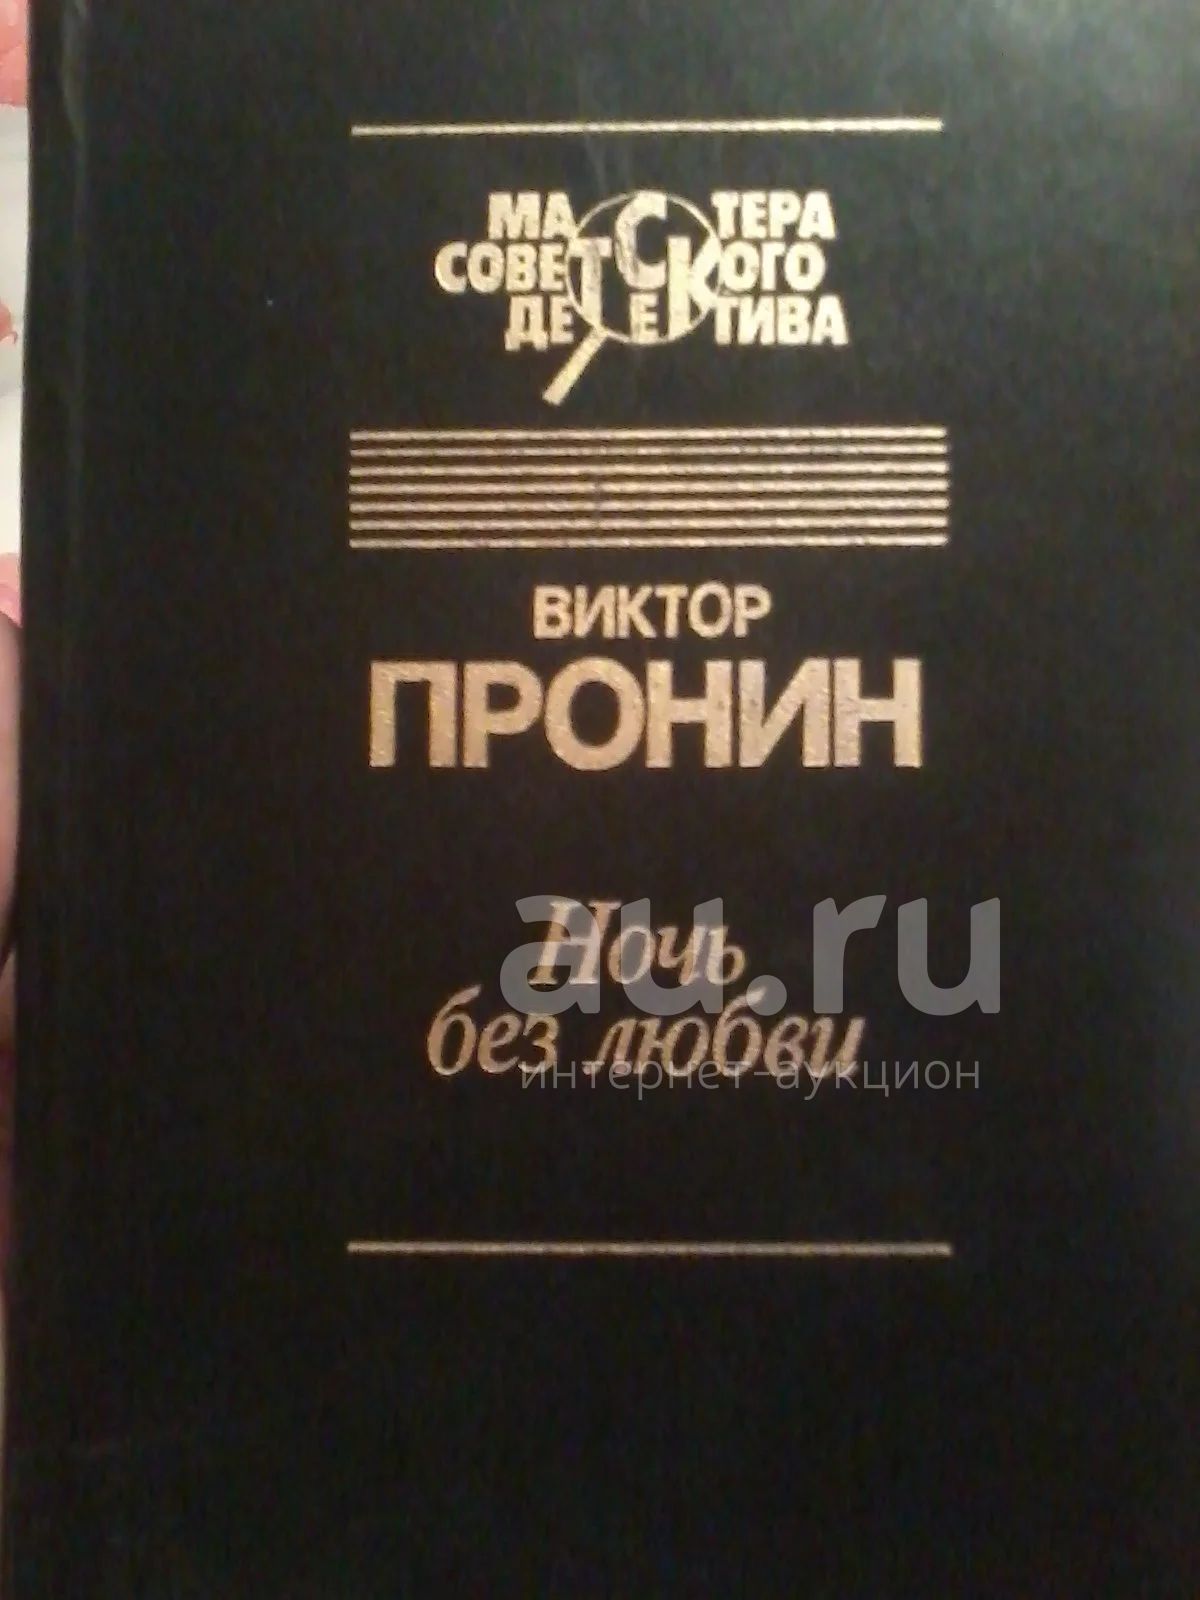 МАСТЕРА
СОВЕТСКОГО
ДЕТЕКТИВА
ВИКТОР
ПРОНИН
Ночь
au.ru
без любви
интернет-аукцион